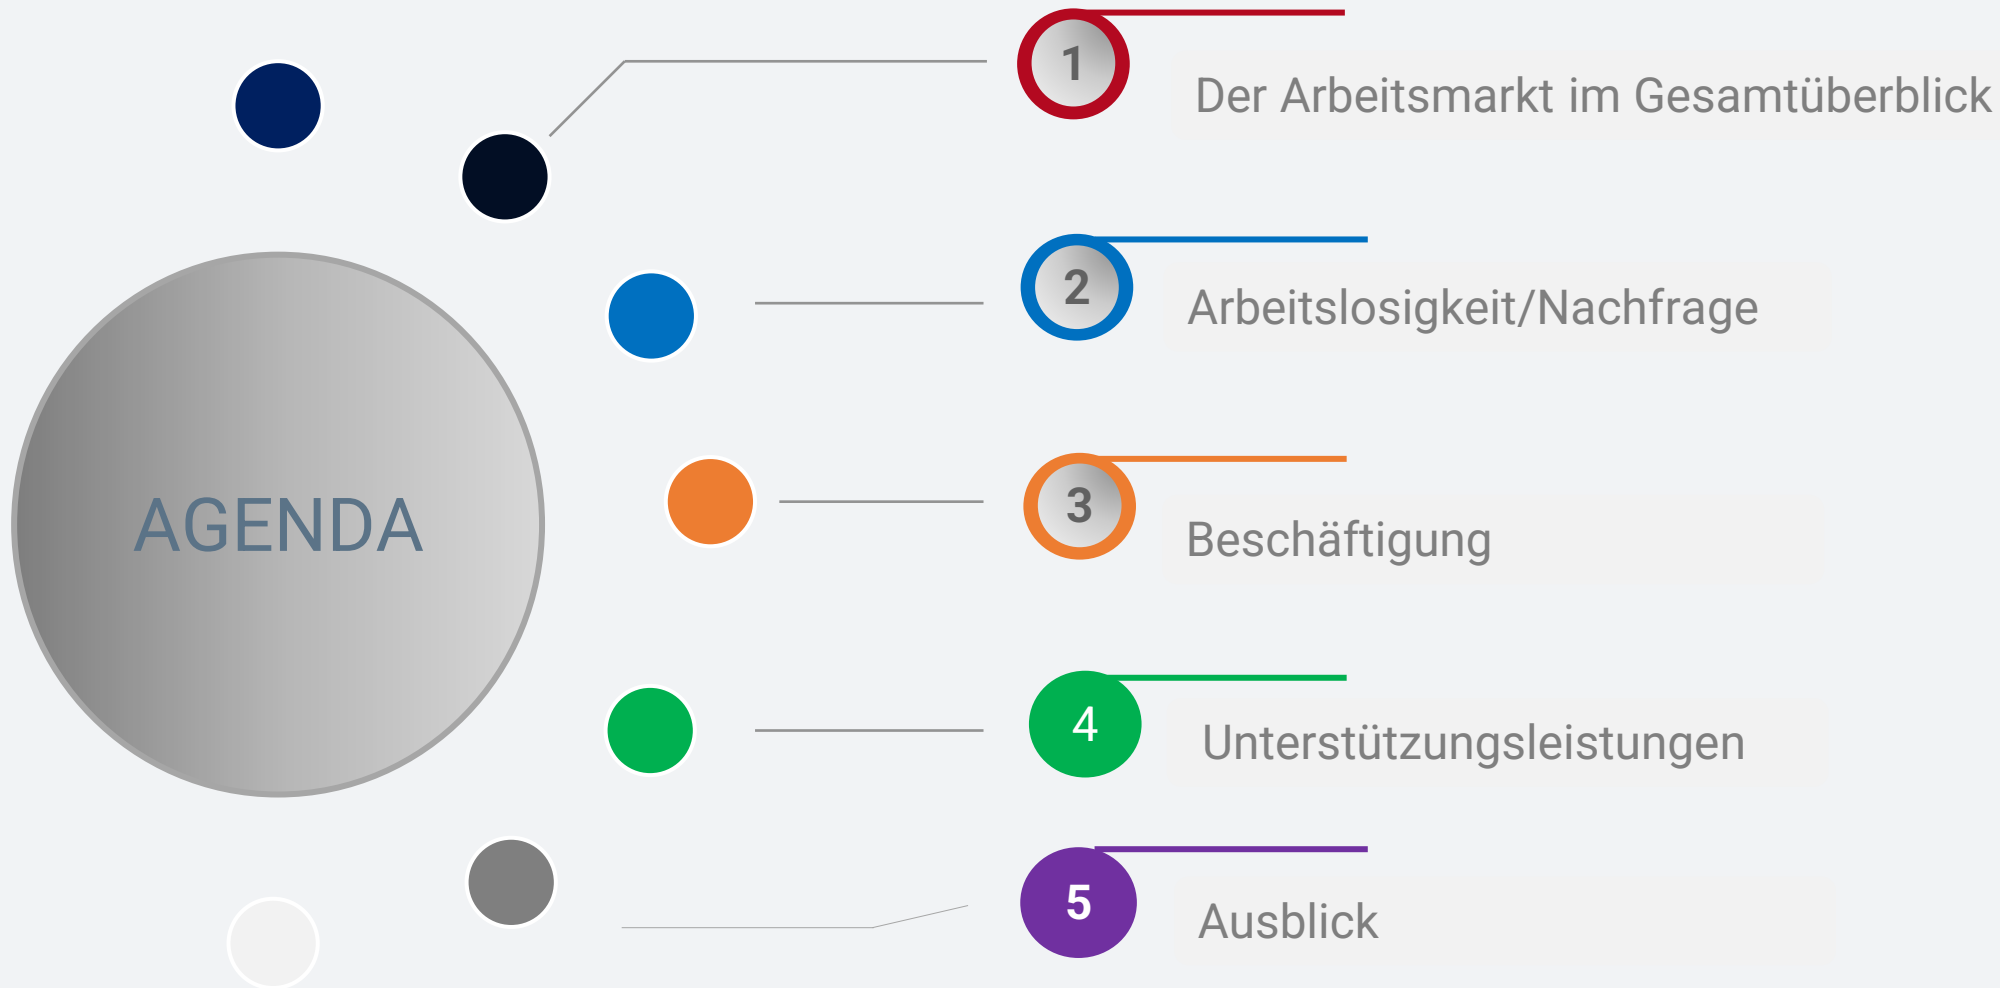 AGENDA
1
Der Arbeitsmarkt im Gesamtüberblick
2
Arbeitslosigkeit/Nachfrage
3
Beschäftigung
4
Unterstützungsleistungen
5
Ausblick